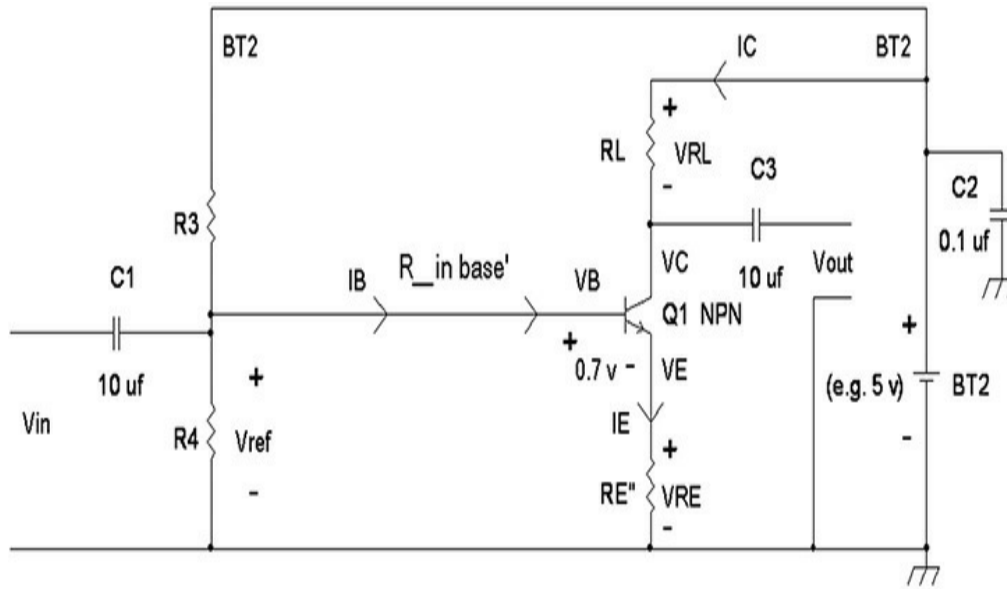 BT2
IC
BT2
+
RL
VRL
-
C3
C2
0.1 uf
R3
C1
IB
R__in base'
VB
VC
10 uf
Vout
Q1 NPN
+
0.7 v -
VE
10 uf
+
(e.g. 5 v)
BT2
-
Vin
R4
+
Vref
-
IE
+
RE"
VRE
-